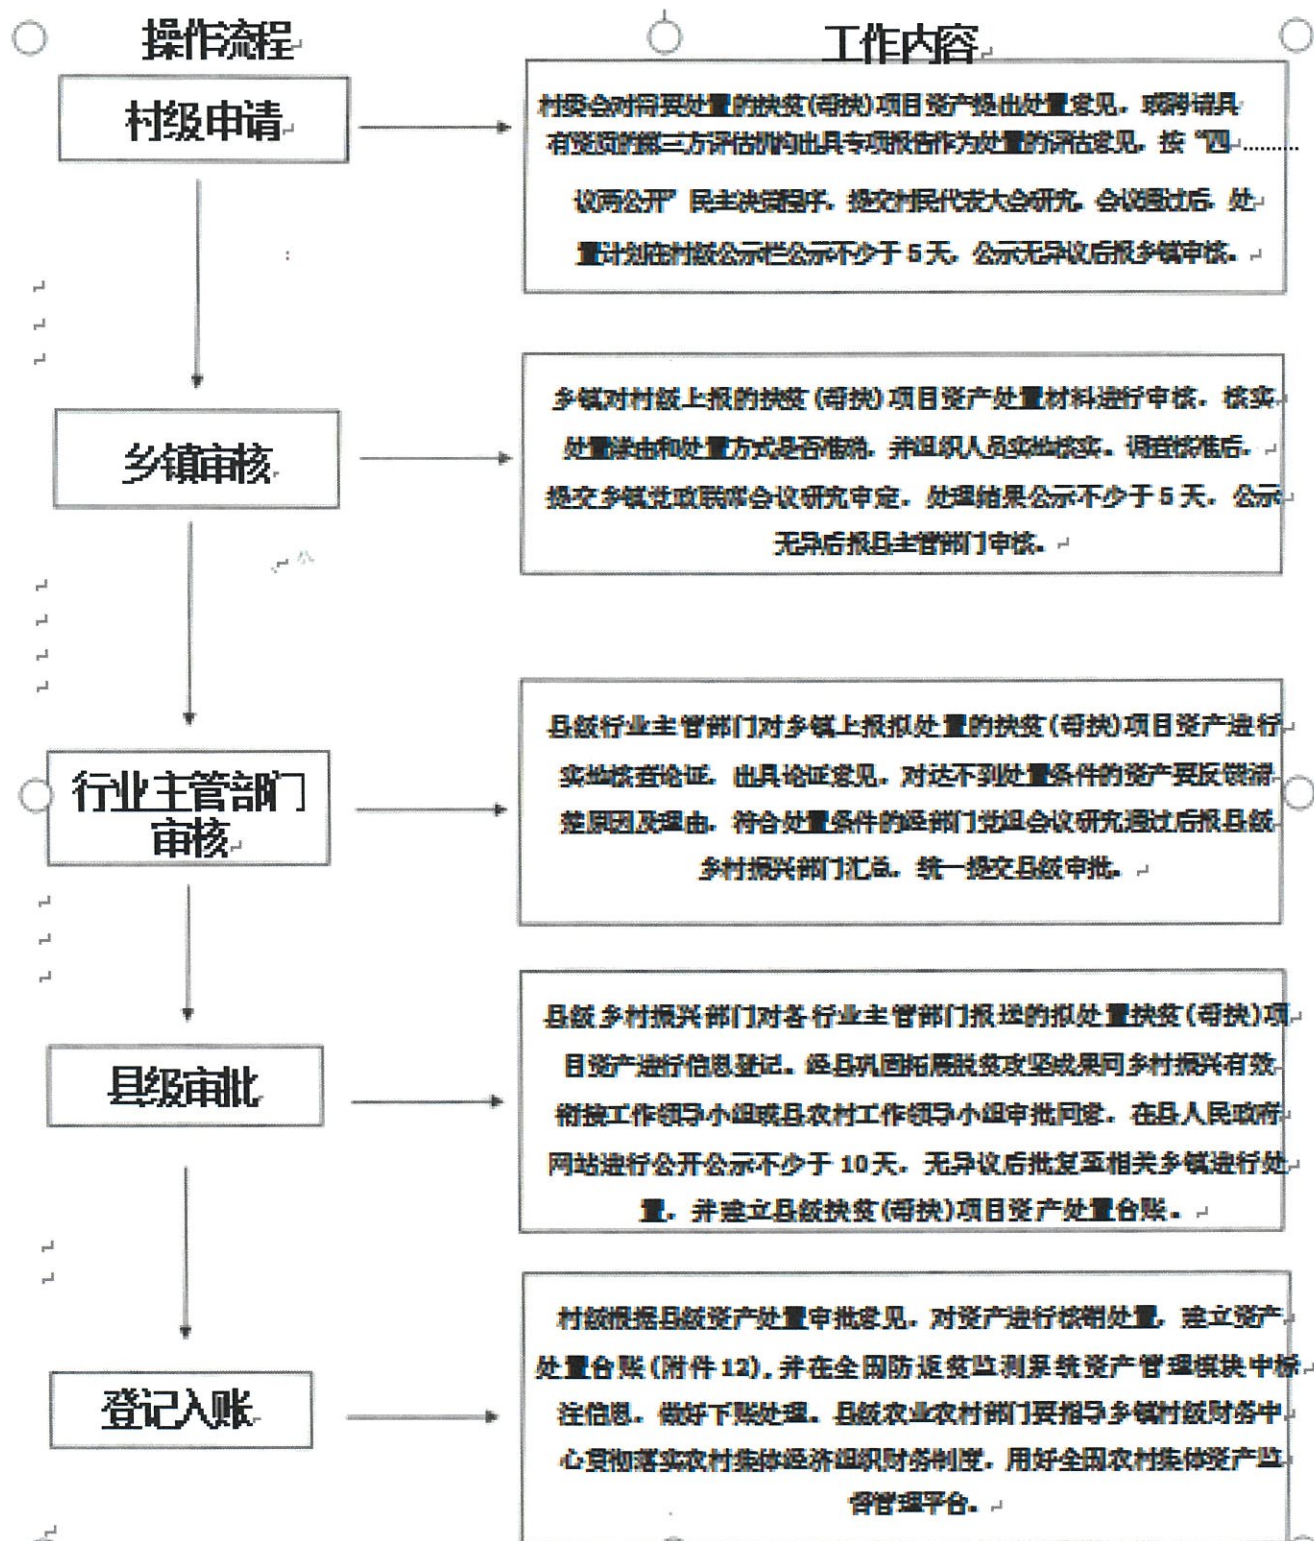 操作流程
工作内容
村级申请
村委会对需要处置的扶贫(帮扶)项目资产提出处置意见，或聘请具
有资质的第三方评估机构出具专项报告作为处置的评估意见，按“四
议两公开”民主决策程序，提交村民代表大会研究，会议通过后，处
置计划在村级公示栏公示不少于5天，公示无异议后报乡镇审核。
乡镇审核
乡镇对村级上报的扶贫(帮扶)项目资产处置材料进行审核，核实
处置缘由和处置方式是否准确，并组织人员实地核实。调查核准后，
提交乡镇党政联席会议研究审定，处理结果公示不少于5天，公示
无异后报县主管部门审核。
行业主管部门
审核
县级行业主管部门对乡镇上报拟处置的扶贫(帮扶)项目资产进行
实地核查论证，出具论证意见，对达不到处置条件的资产要反馈清
楚原因及理由，符合处置条件的经部门党组会议研究通过后报县级
乡村振兴部门汇总，统一提交县级审批。
县级审批
县级乡村振兴部门对各行业主管部门报送的拟处置扶贫(帮扶)项
目资产进行信息登记。经县巩固拓展脱贫攻坚成果同乡村振兴有效
衔接工作领导小组或县农村工作领导小组审批同意，在县人民政府
网站进行公开公示不少于10天，无异议后批复至相关乡镇进行处
置，并建立县级扶贫(帮扶)项目资产处置台账。
登记入账
村级根据县级资产处置审批意见，对资产进行核销处置，建立资产
处置台账(附件12)，并在全国防返贫监测系统资产管理模块中标
注信息，做好下账处理。县级农业农村部门要指导乡镇村级财务中
心贯彻落实农村集体经济组织财务制度，用好全国农村集体资产监
督管理平台。